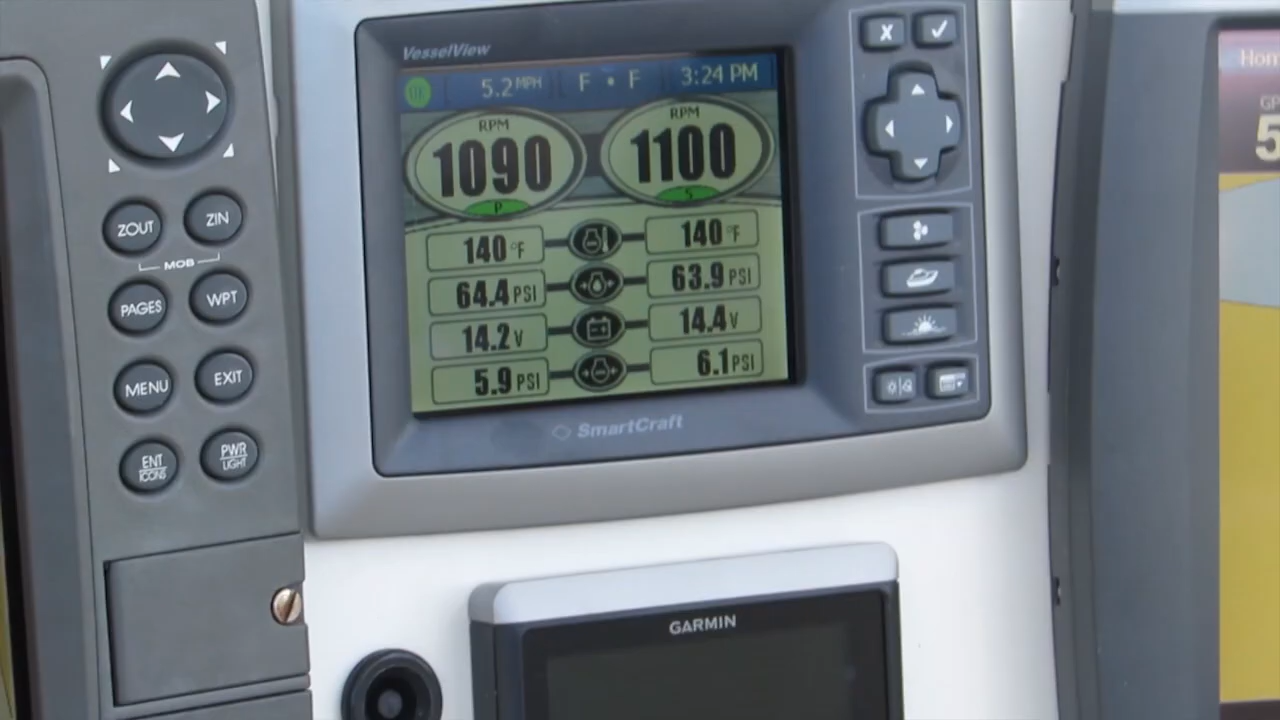 VesselView
5.2 MPH F • F 3:24 PM
RPM
1090
P
RPM
1100
S
140 °F 140 °F
64.4 PSI 63.9 PSI
14.2 V 14.4 V
5.9 PSI 6.1 PSI
SmartCraft
X
ZOUT ZIN
MOB
PAGES WPT
MENU EXIT
ENT
ICONS
PWR
LIGHT
GARMIN
5